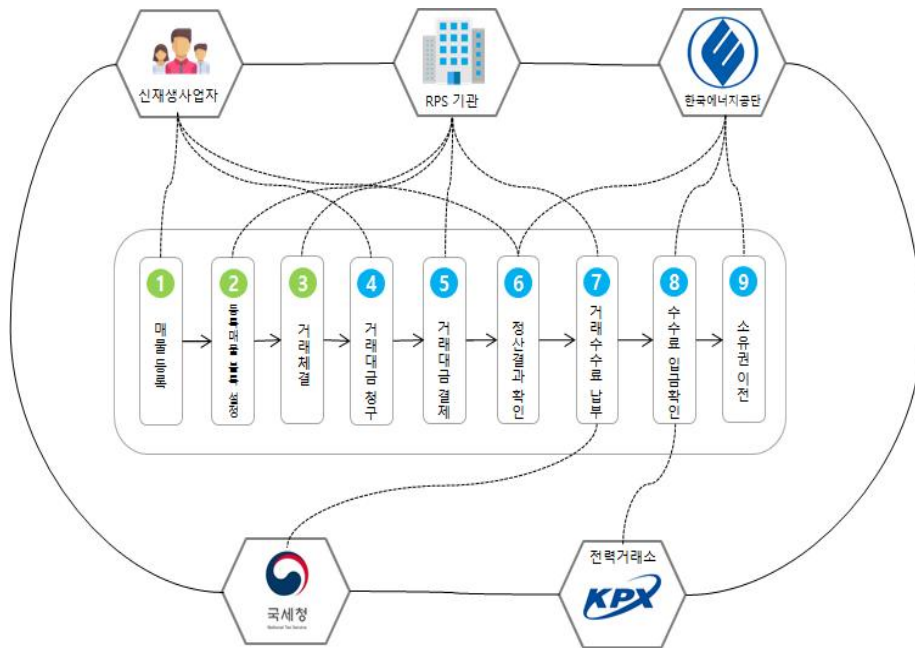 신재생사업자
RPS 기관
한국에너지공단
1
매물 등록
2
3
거래체결
4
거래대금 청구
5
거래대금 결제
6
정산결과 확인
7
거래수수료 납부
8
수수료 입금확인
9
소유권 이전
국세청
National Tax Service
전력거래소
KPX